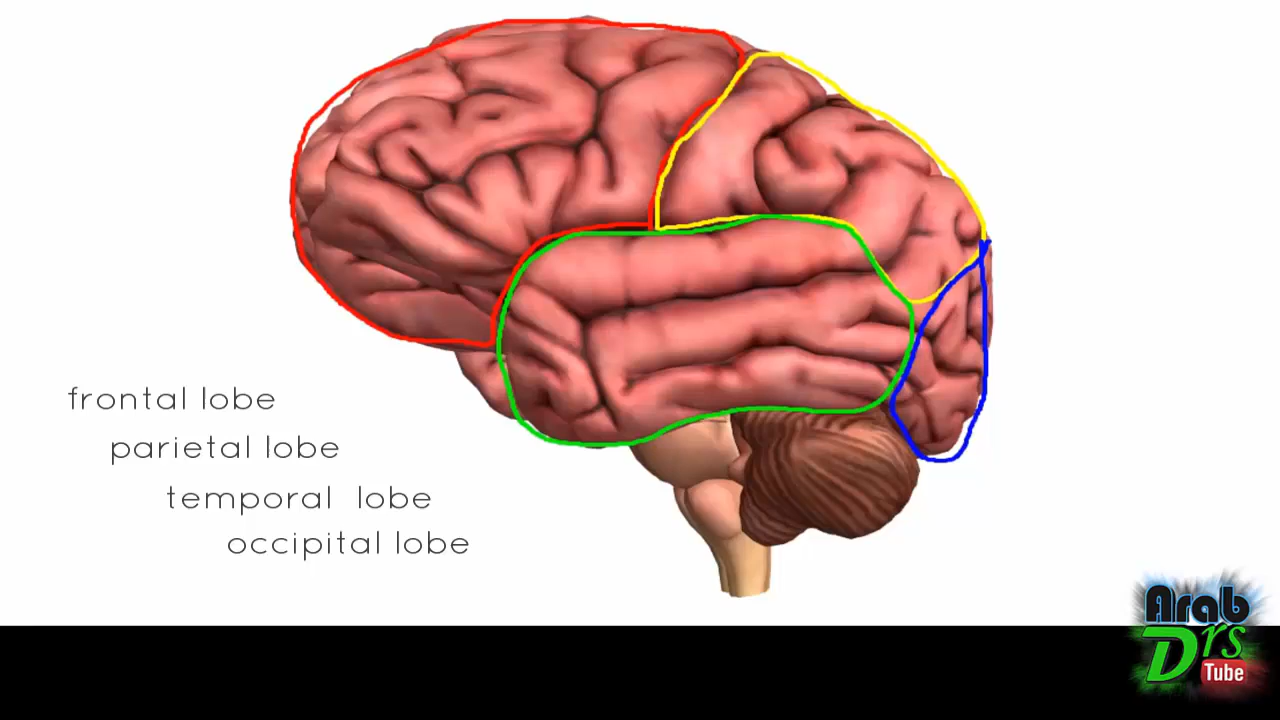 frontal lobe
parietal lobe
temporal lobe
occipital lobe
Arab
Drs
Tube